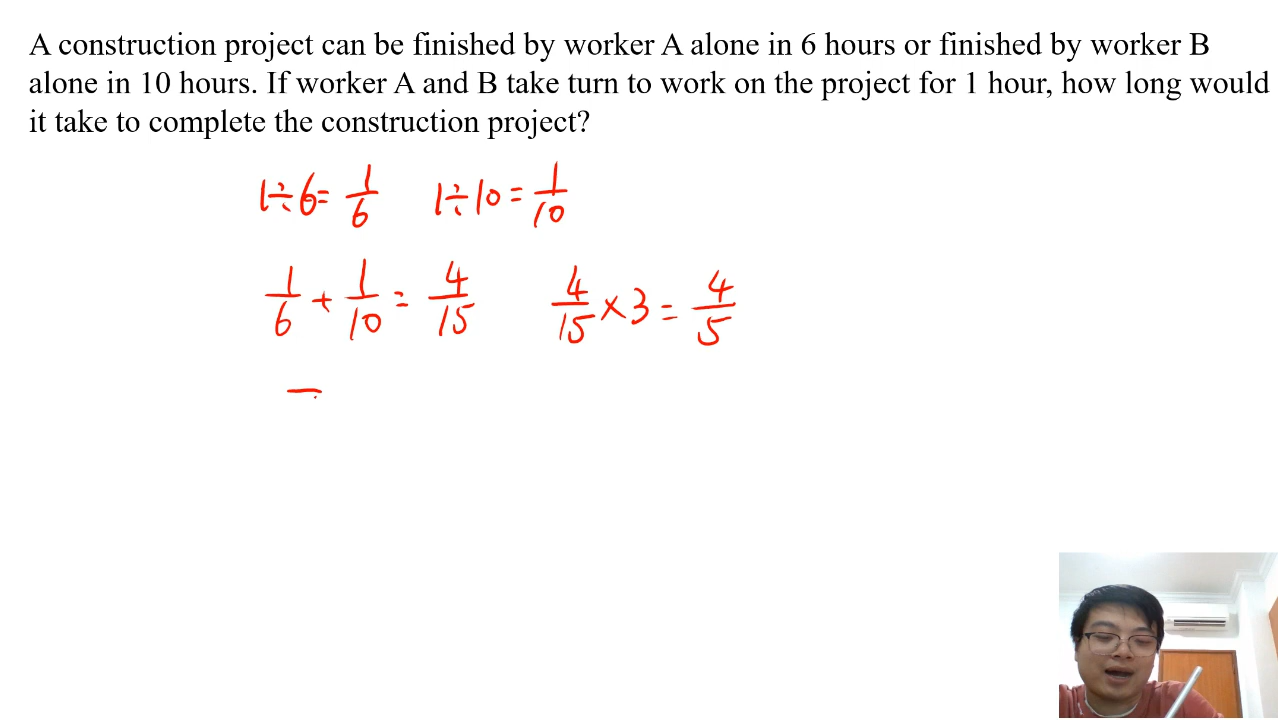 A construction project can be finished by worker A alone in 6 hours or finished by worker B
alone in 10 hours. If worker A and B take turn to work on the project for 1 hour, how long would
it take to complete the construction project?
1÷6=1/6 1÷10=1/10
1/6+1/10=4/15 4/15×3=4/5